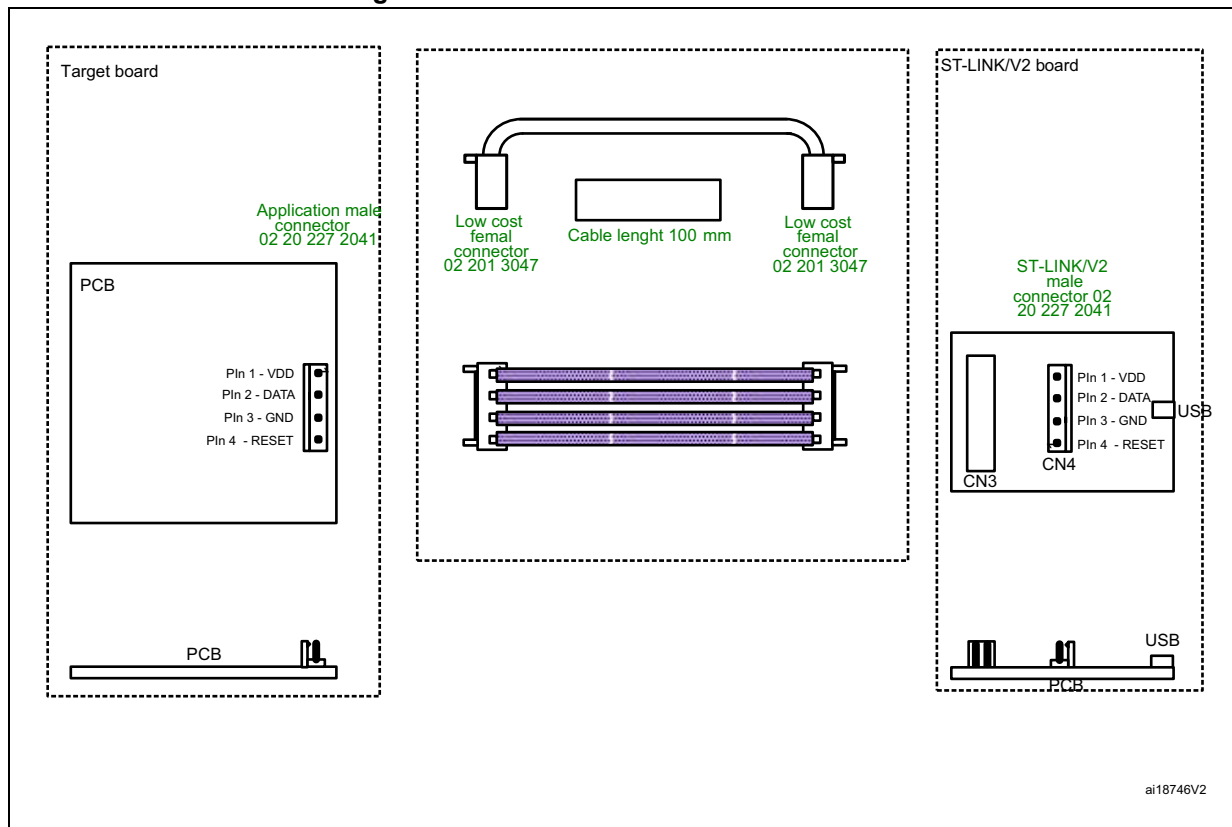 Target board
Application male
connector
02 20 227 2041
PCB
PIn 1 - VDD
PIn 2 - DATA
PIn 3 - GND
PIn 4 - RESET
PCB
Low cost
femal
connector
02 201 3047
Cable lenght 100 mm
Low cost
femal
connector
02 201 3047
ST-LINK/V2 board
ST-LINK/V2
male
connector 02
20 227 2041
PIn 1 - VDD
PIn 2 - DATA
PIn 3 - GND
PIn 4 - RESET
USB
CN3
CN4
USB
PCB
ai18746V2